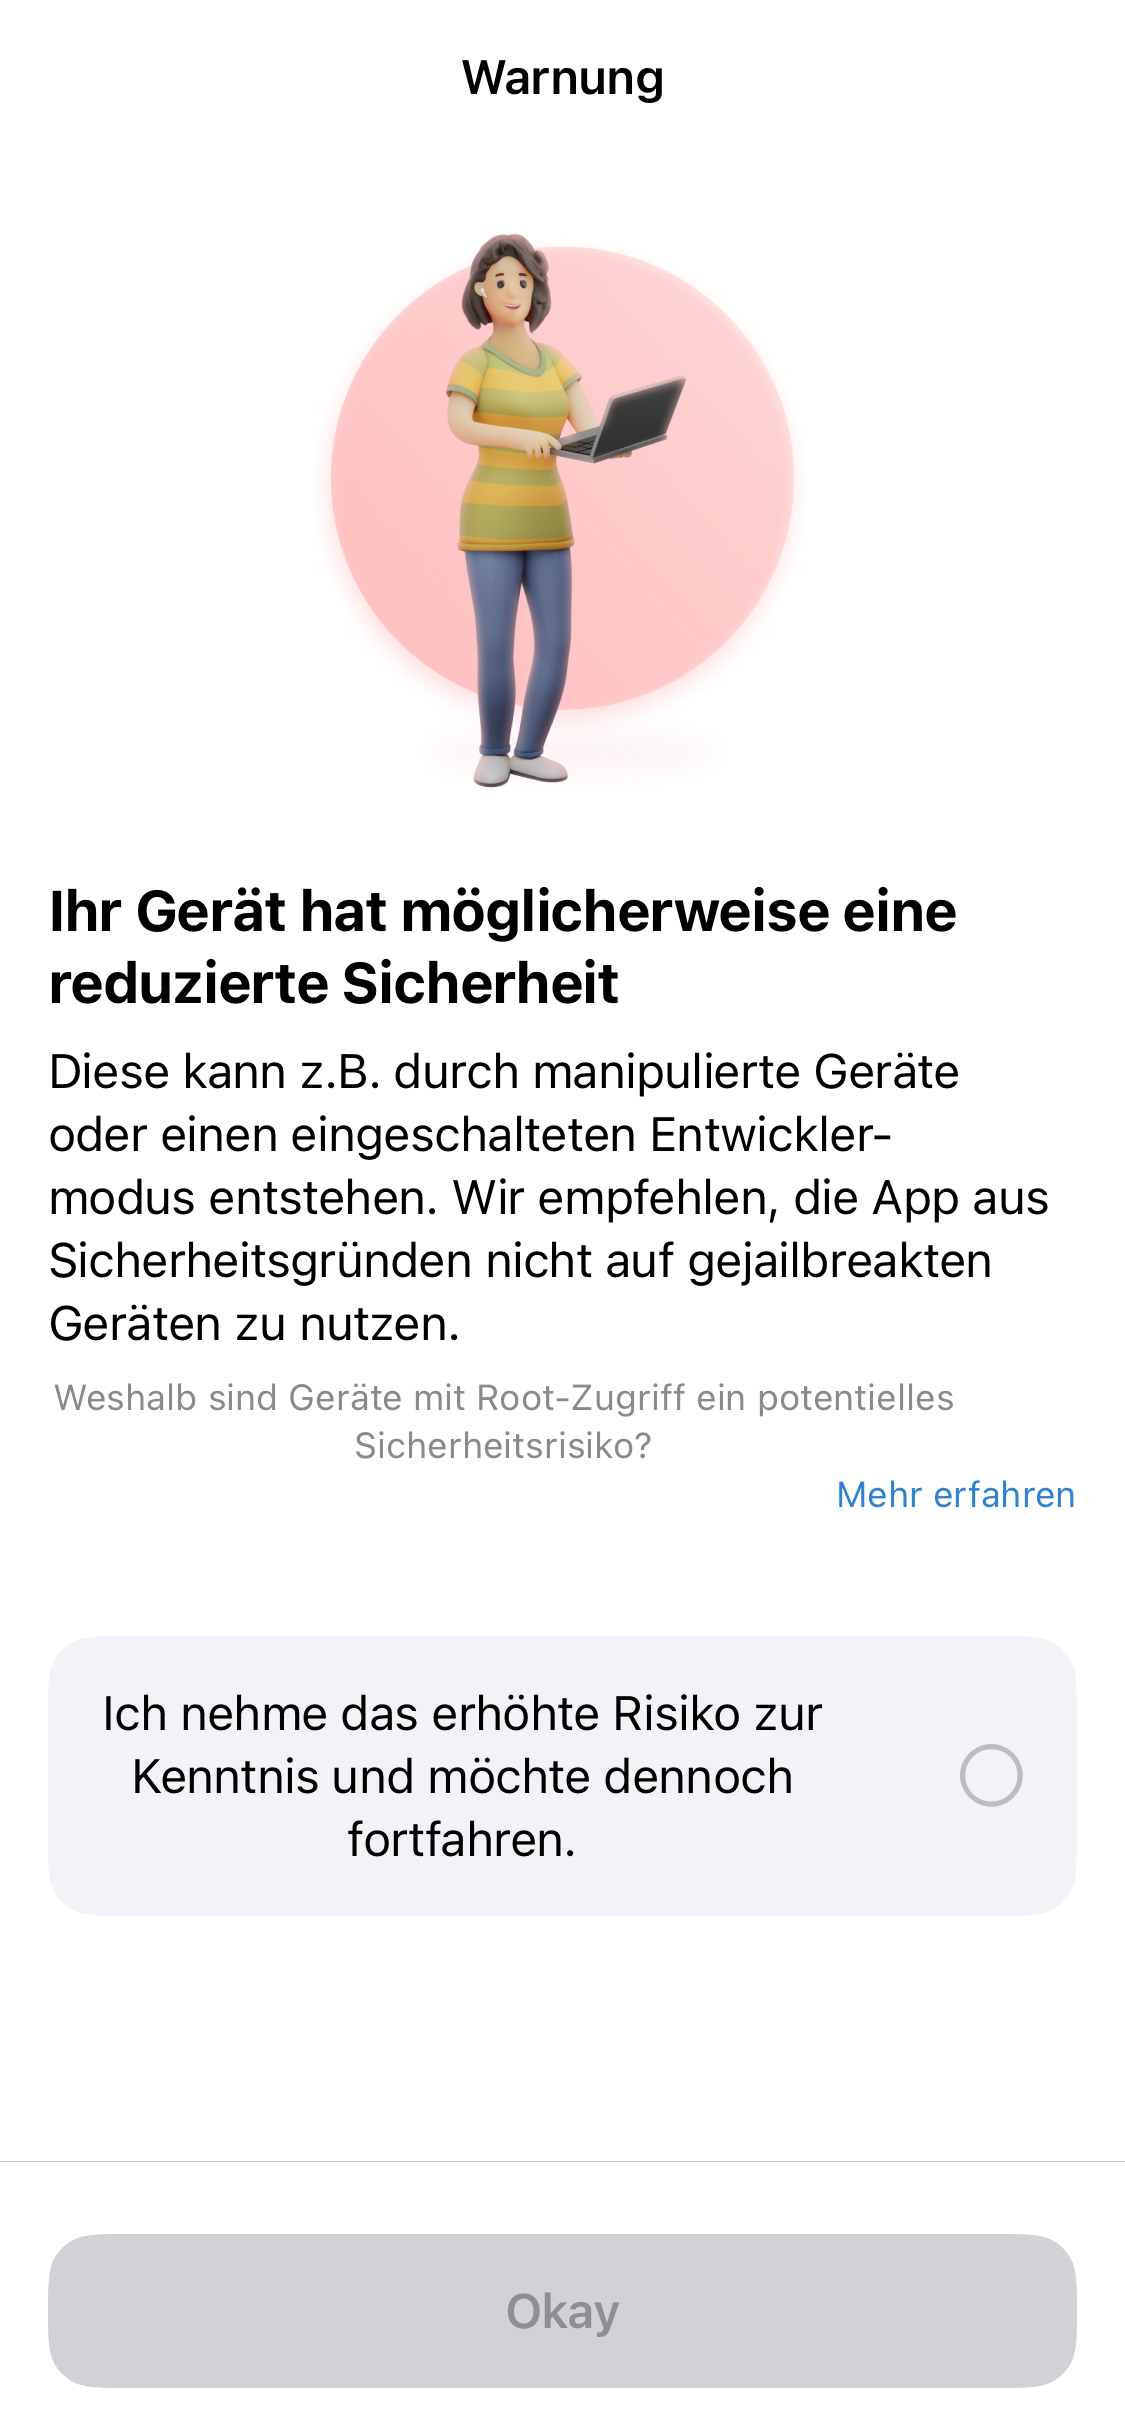 Warnung
Ihr Gerät hat möglicherweise eine
reduzierte Sicherheit
Diese kann z.B. durch manipulierte Geräte
oder einen eingeschalteten Entwickler-
modus entstehen. Wir empfehlen, die App aus
Sicherheitsgründen nicht auf gejailbreakten
Geräten zu nutzen.
Weshalb sind Geräte mit Root-Zugriff ein potentielles
Sicherheitsrisiko?
Mehr erfahren
Ich nehme das erhöhte Risiko zur
Kenntnis und möchte dennoch
fortfahren.
Okay